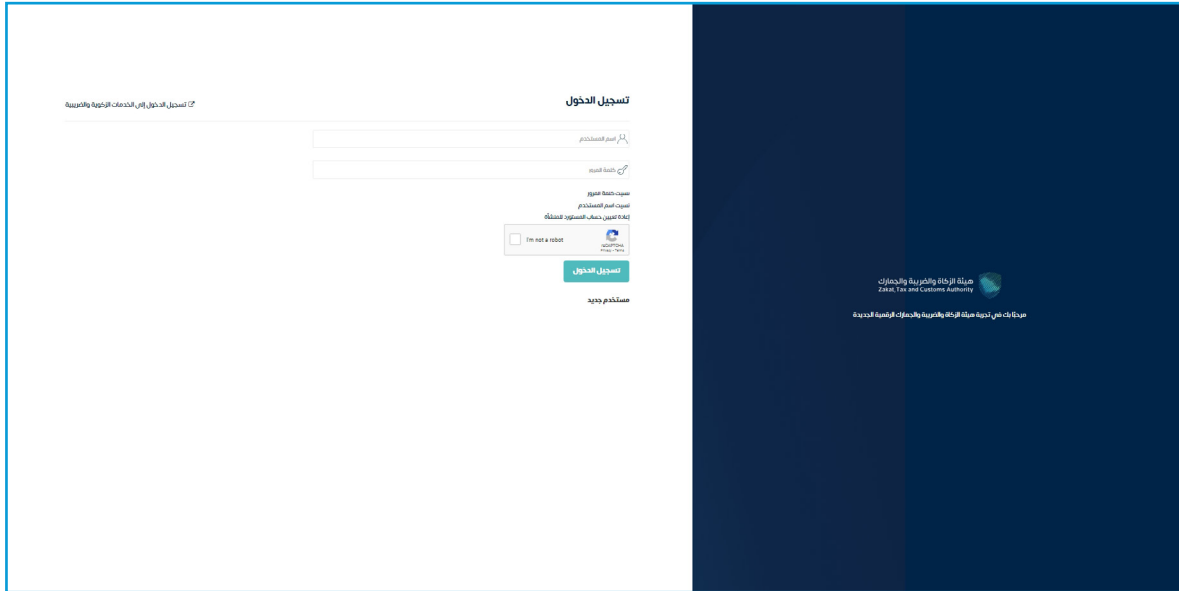 تسجيل الدخول
تسجيل الدخول إلى الخدمات الزكوية والضريبية
اسم المستخدم
كلمة المرور
نسيت كلمة المرور
نسيت اسم المستخدم
إعادة تعيين حساب المستورد للمنشأة
I'm not a robot
reCAPTCHA
Privacy - Terms
تسجيل الدخول
مستخدم جديد
هيئة الزكاة والضريبة والجمارك
Zakat, Tax and Customs Authority
مرحبًا بك في تجربة هيئة الزكاة والضريبة والجمارك الرقمية الجديدة